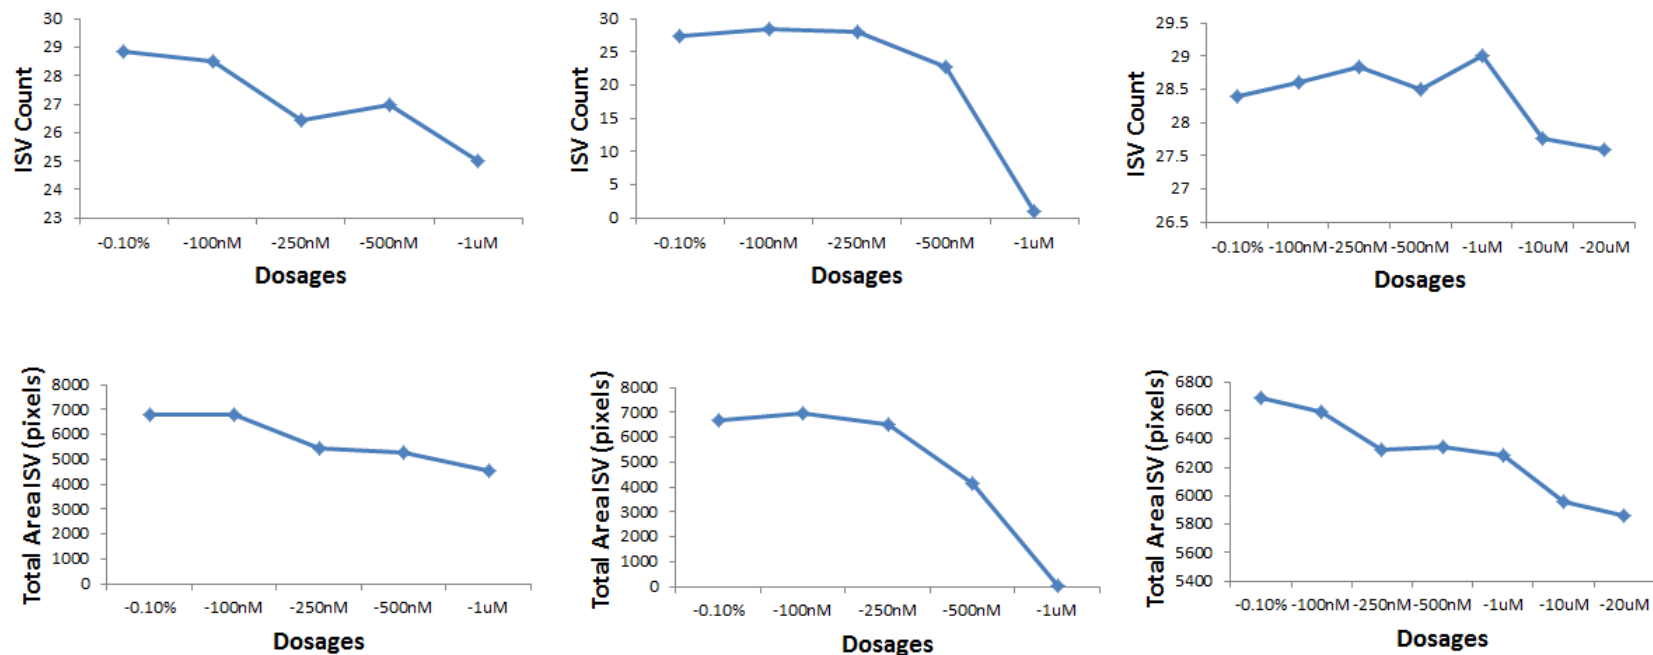 ISV Count
30
29
28
27
26
25
24
23
-0.10% -100nM -250nM -500nM -1uM
Dosages
ISV Count
30
25
20
15
10
5
0
-0.10% -100nM -250nM -500nM -1uM
Dosages
ISV Count
29.5
29
28.5
28
27.5
27
26.5
-0.10% -100nM -250nM -500nM -1uM -10uM -20uM
Dosages
Total Area ISV (pixels)
8000
7000
6000
5000
4000
3000
2000
1000
0
-0.10% -100nM -250nM -500nM -1uM
Dosages
Total Area ISV (pixels)
8000
7000
6000
5000
4000
3000
2000
1000
0
-0.10% -100nM -250nM -500nM -1uM
Dosages
Total Area ISV (pixels)
6800
6600
6400
6200
6000
5800
5600
5400
-0.10% -100nM -250nM -500nM -1uM -10uM -20uM
Dosages